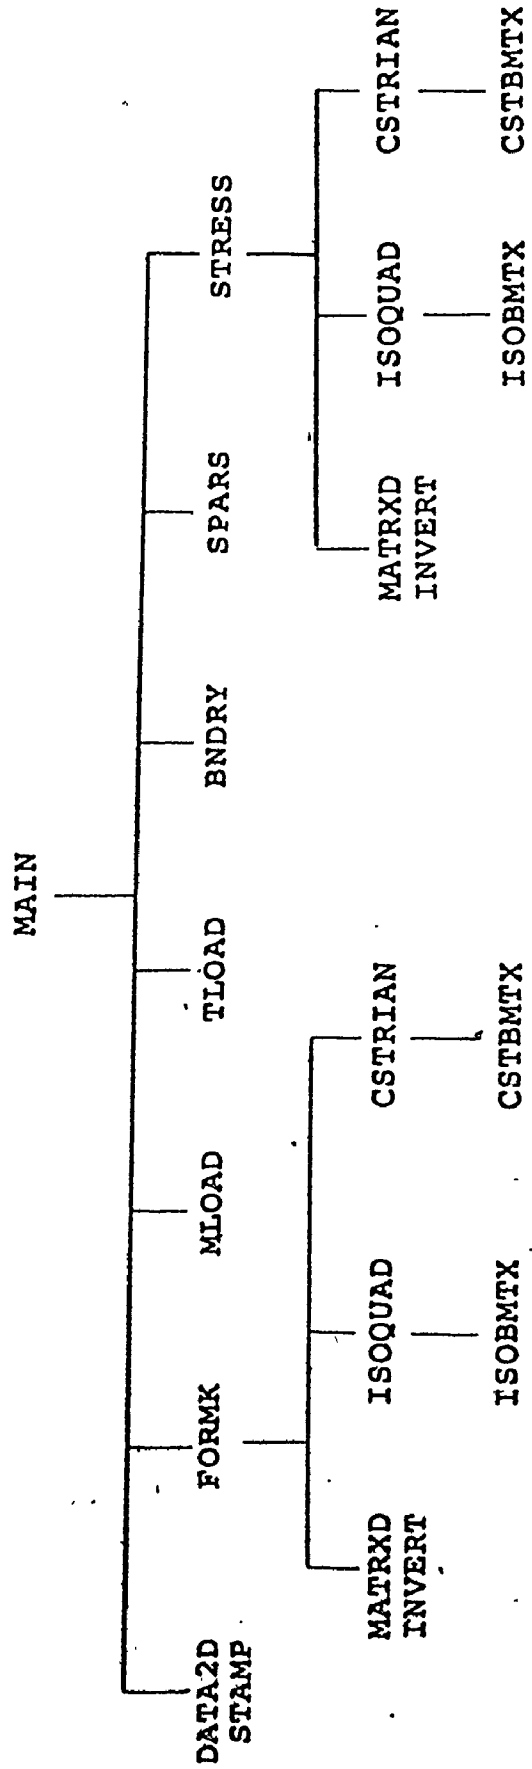 MAIN
DATA2D
STAMP
FORMK
MLOAD
TLOAD
BNDRY
SPARS
STRESS
MATRXD
INVERT
ISOQUAD
CSTRIAN
MATRXD
INVERT
ISOQUAD
CSTRIAN
ISOBMTX
CSTBMTX
ISOBMTX
CSTBMTX